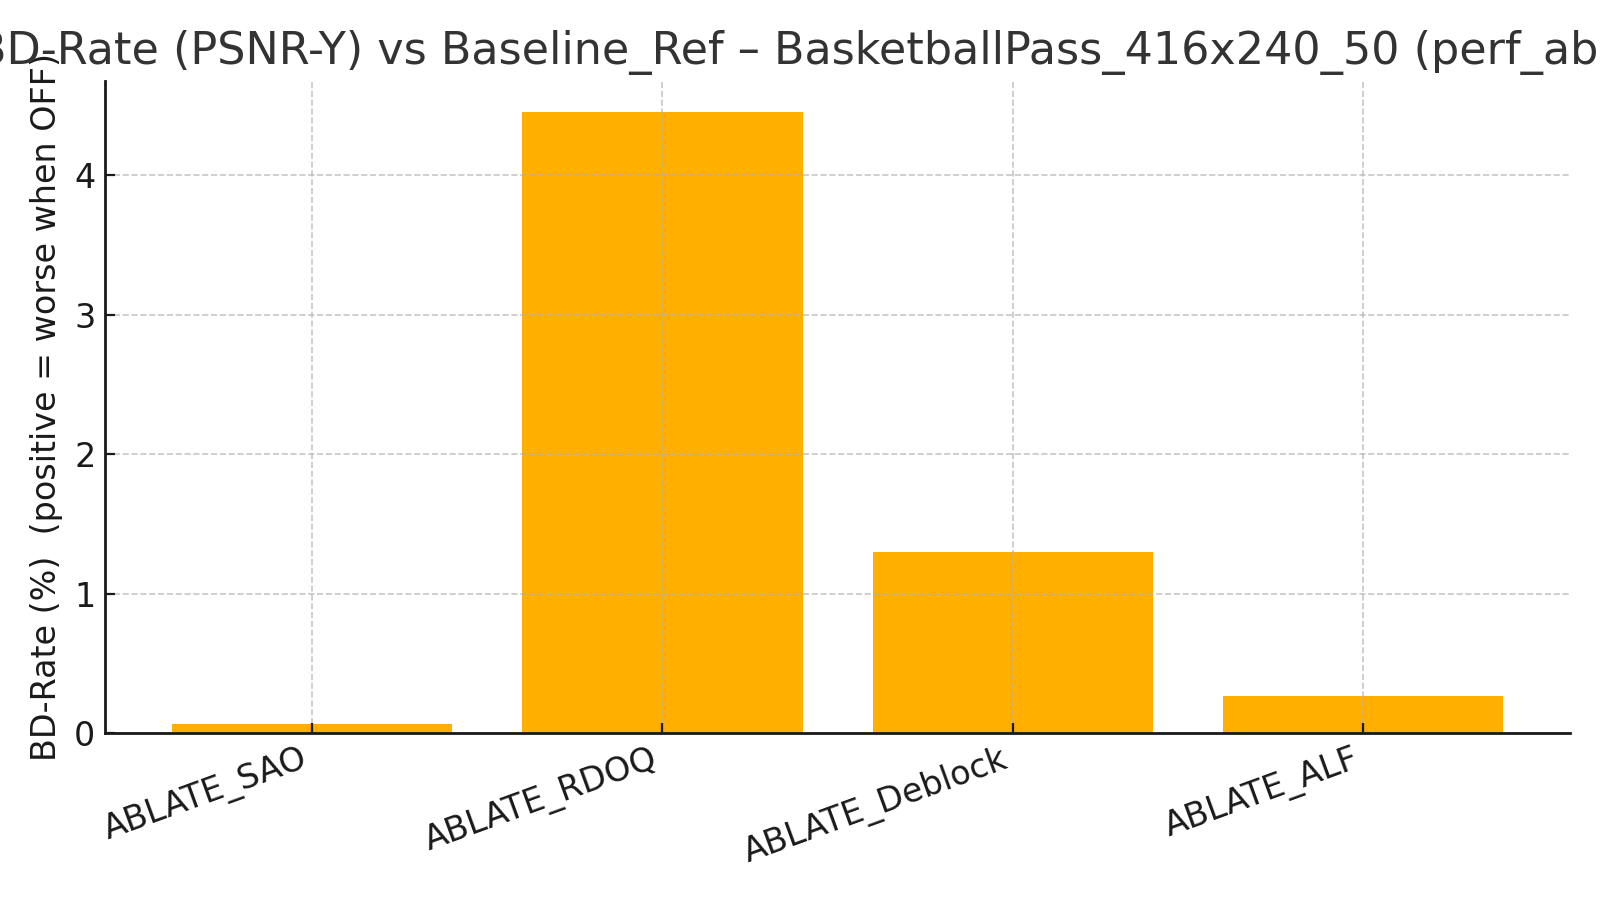 BD-Rate (PSNR-Y) vs Baseline_Ref – BasketballPass_416x240_50 (perf_ab
BD-Rate (%)  (positive = worse when OFF)
4
3
2
1
0
ABLATE_SAO
ABLATE_RDOQ
ABLATE_Deblock
ABLATE_ALF